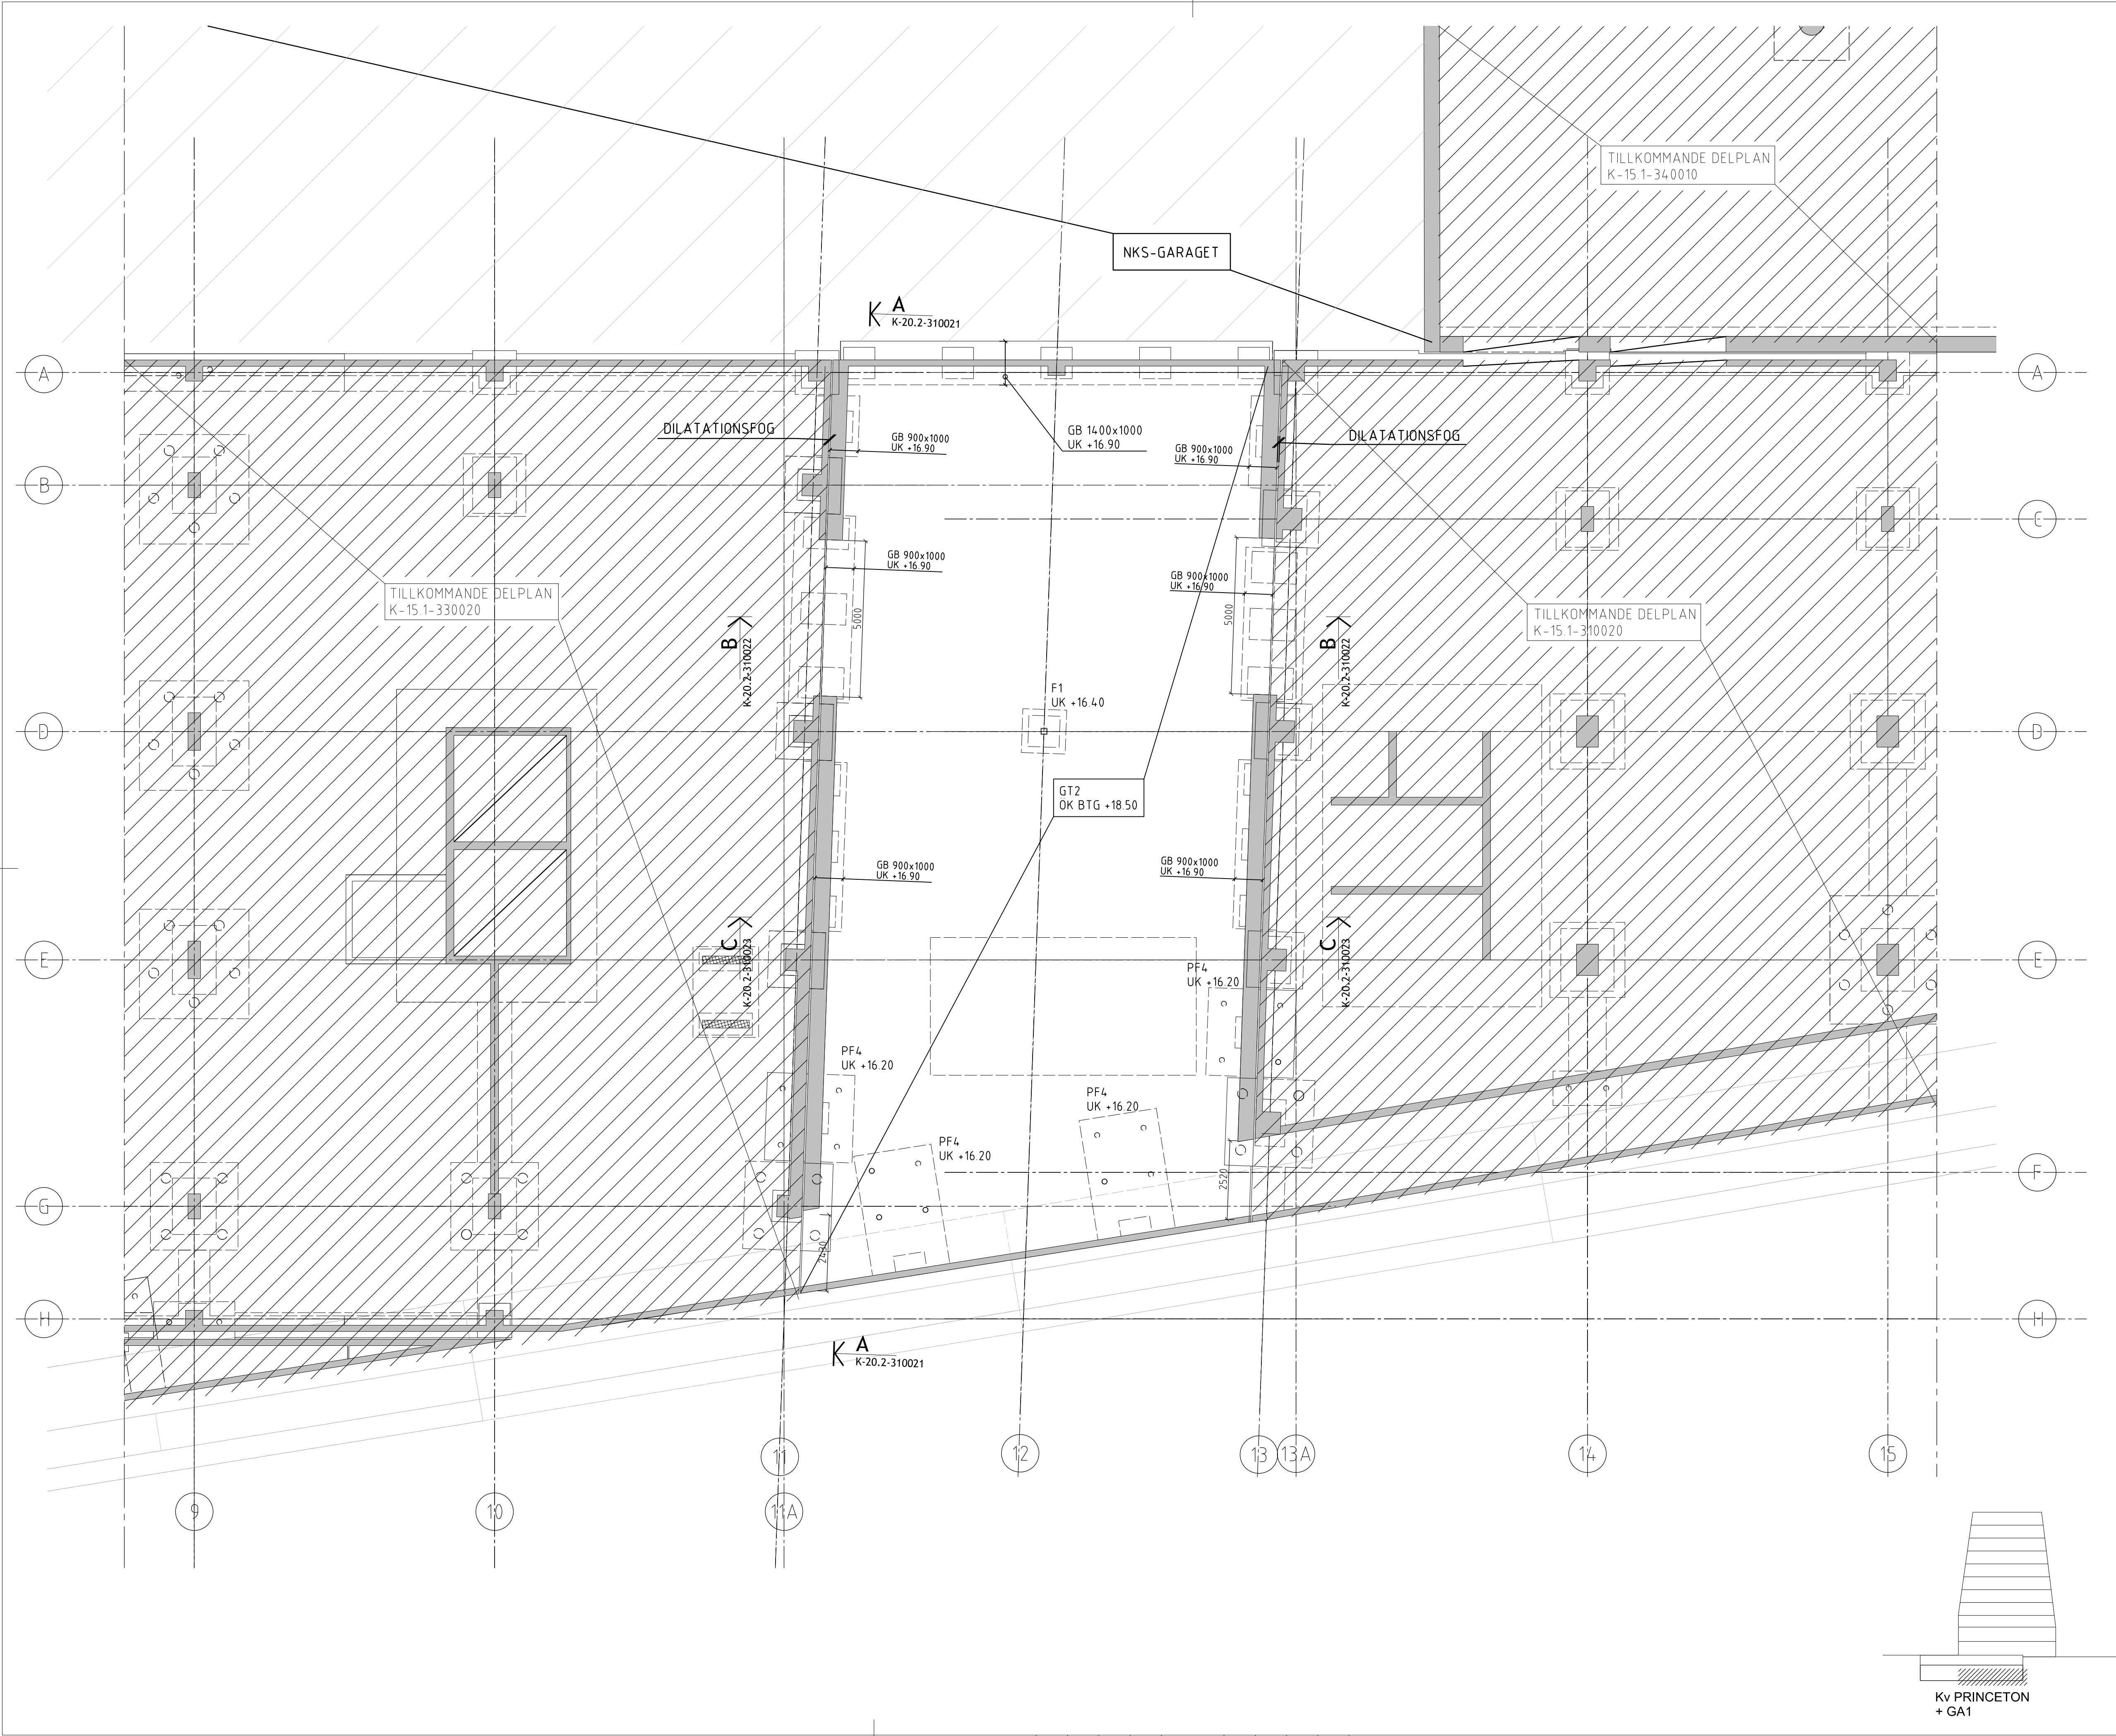 TILLKOMMANDE DELPLAN
K-15.1-340010
NKS-GARAGET
A
K-20.2-310021
A
A
DILATATIONSFOG
GB 900x1000
UK +16.90
GB 1400x1000
UK +16.90
GB 900x1000
UK +16.90
DILATATIONSFOG
B
C
GB 900x1000
UK +16.90
GB 900x1000
UK +16.90
TILLKOMMANDE DELPLAN
K-15.1-330020
5000
5000
TILLKOMMANDE DELPLAN
K-15.1-310020
B
K-20.2-310022
B
K-20.2-310022
F1
UK +16.40
D
D
GT2
OK BTG +18.50
GB 900x1000
UK +16.90
GB 900x1000
UK +16.90
C
K-20.2-310023
C
K-20.2-310023
E
E
PF4
UK +16.20
PF4
UK +16.20
PF4
UK +16.20
PF4
UK +16.20
2520
F
G
2430
H
H
A
K-20.2-310021
11
12
13
13A
14
15
9
10
11A
Kv PRINCETON
+ GA1